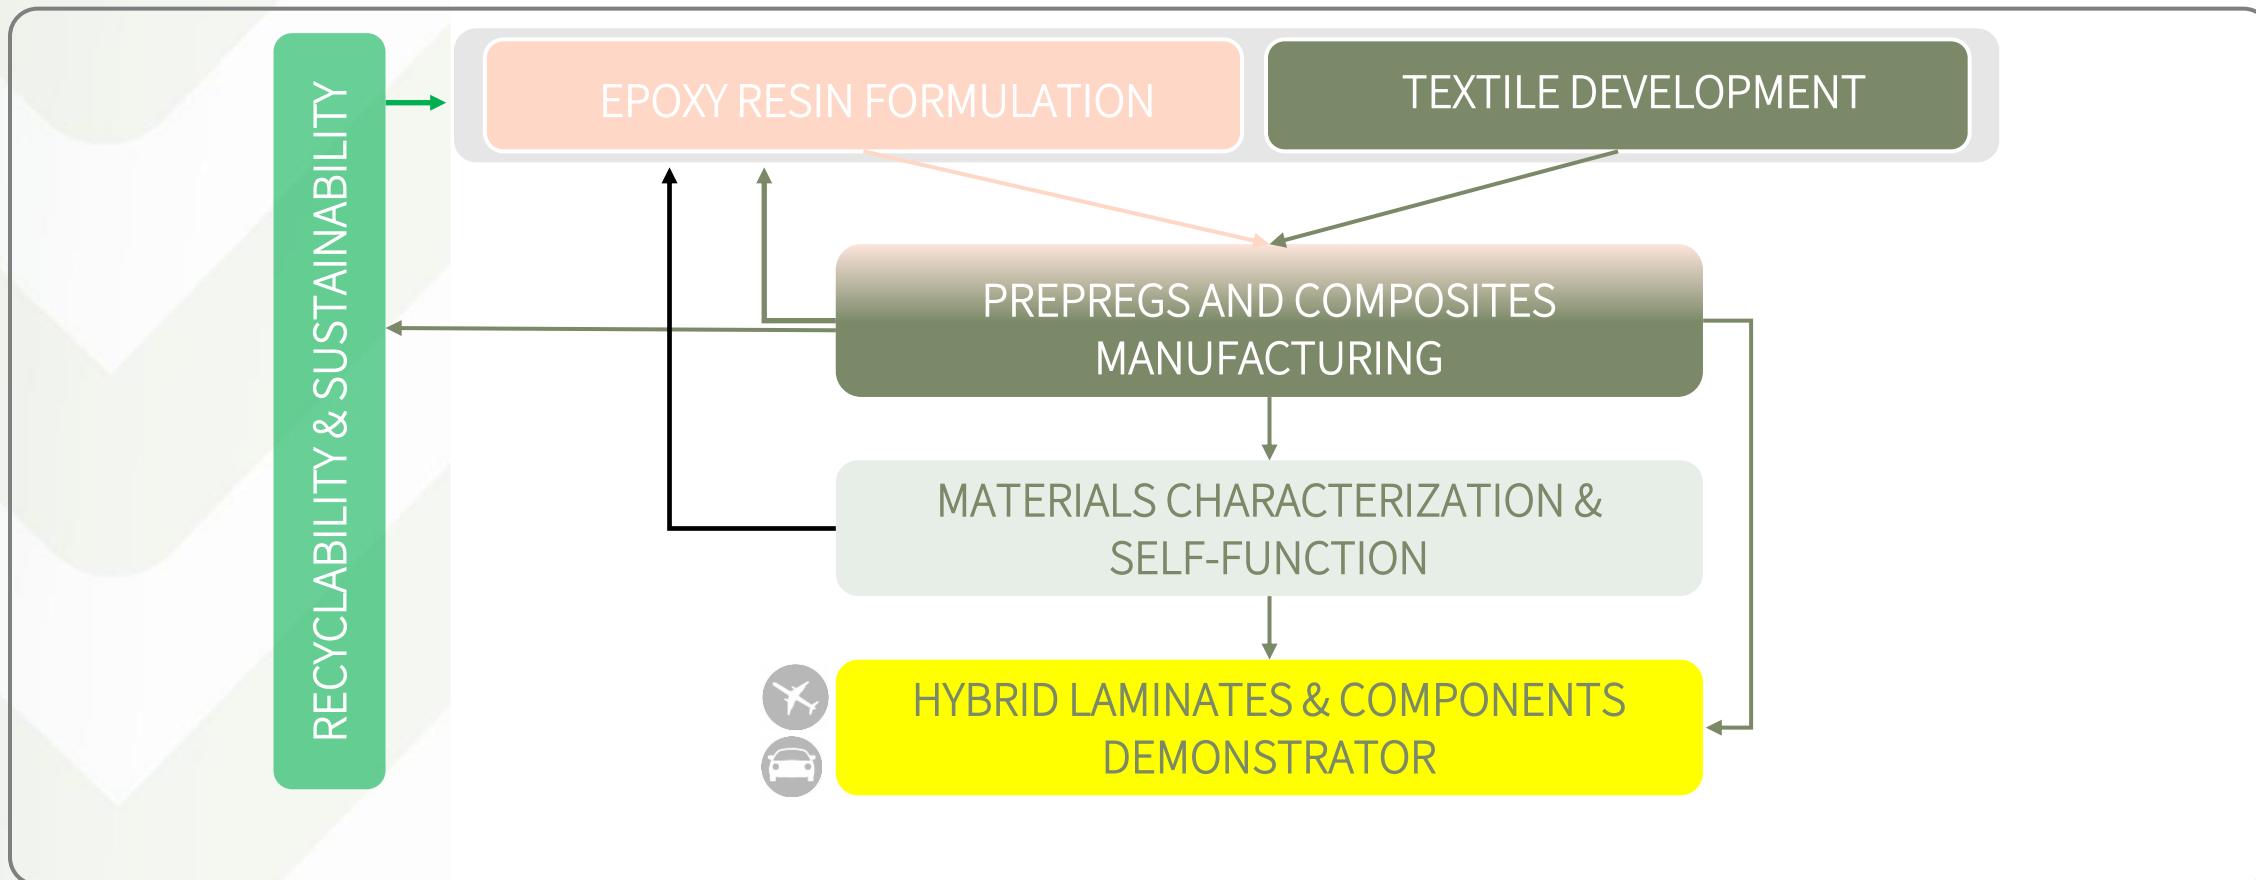 RECYCLABILITY & SUSTAINABILITY
EPOXY RESIN FORMULATION
TEXTILE DEVELOPMENT
PREPREGS AND COMPOSITES
MANUFACTURING
MATERIALS CHARACTERIZATION &
SELF-FUNCTION
HYBRID LAMINATES & COMPONENTS
DEMONSTRATOR